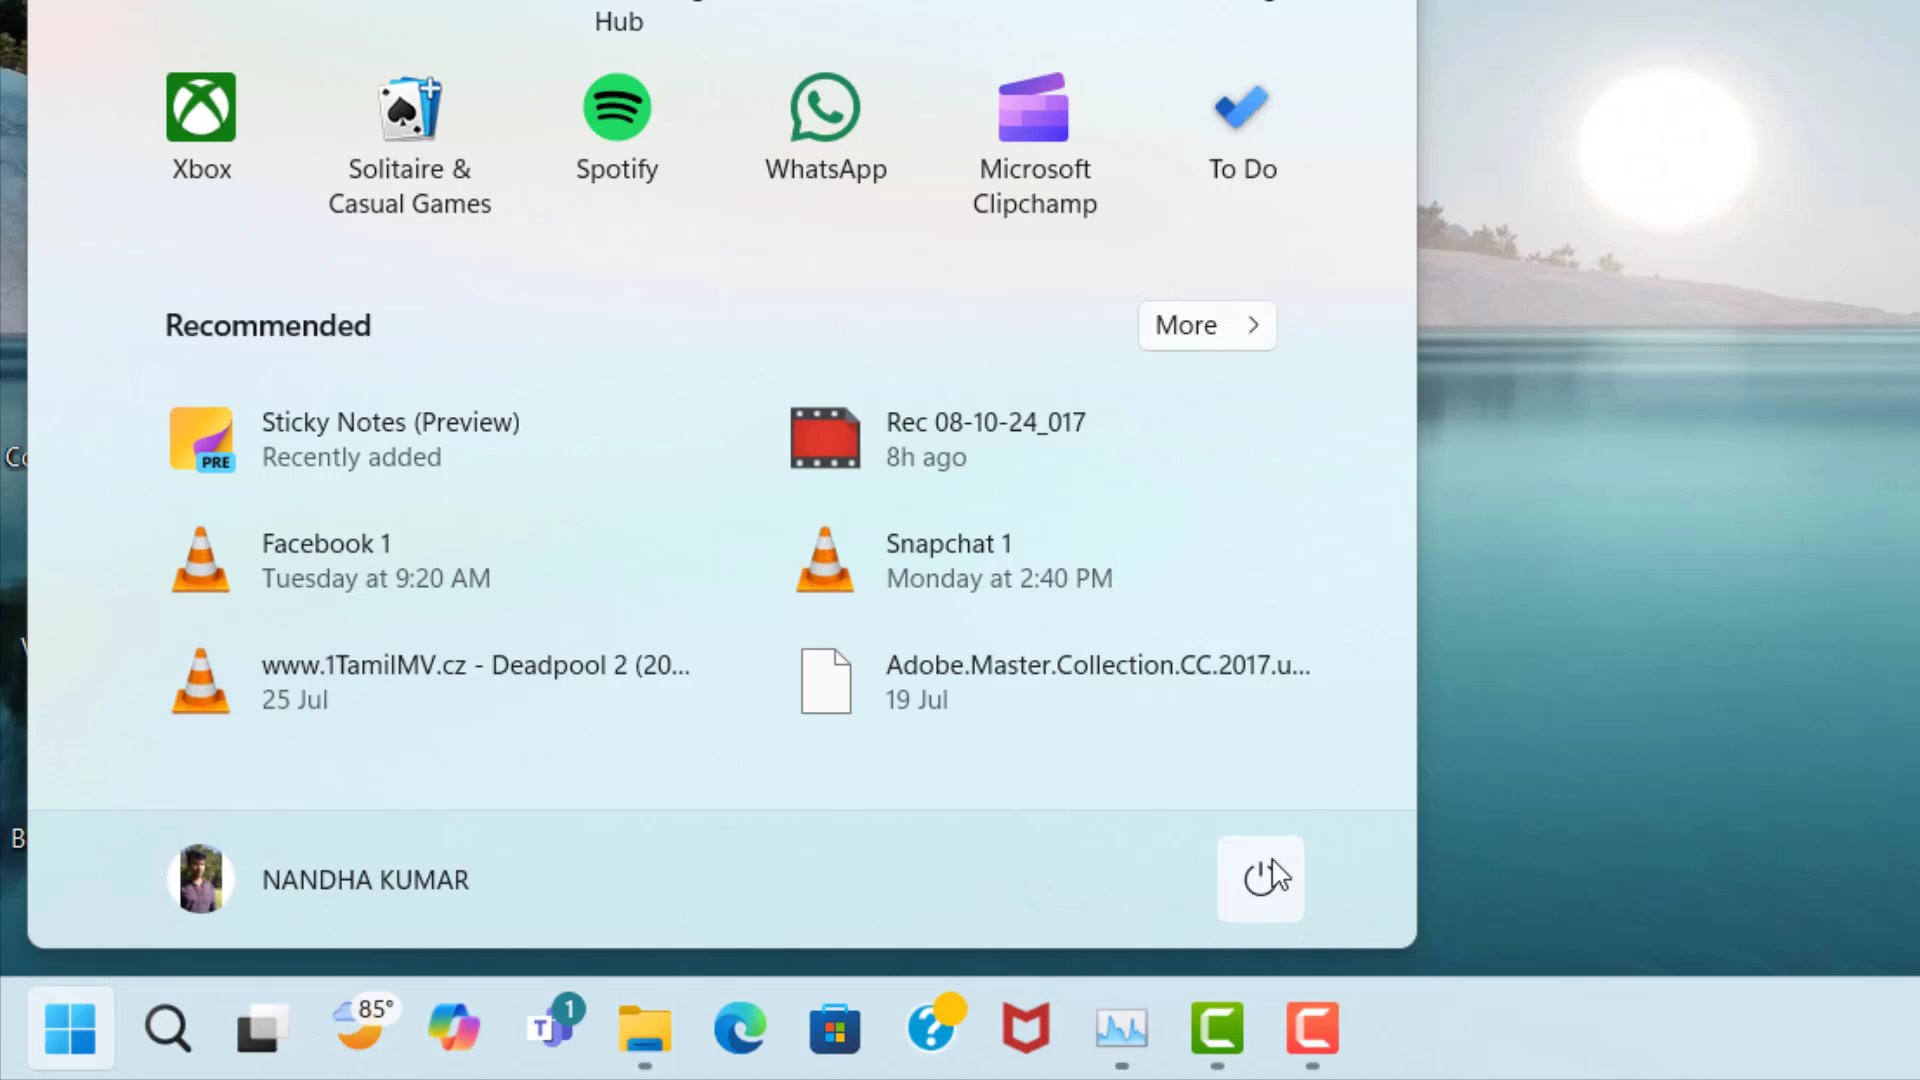 Hub
Xbox
Solitaire &
Casual Games
Spotify
WhatsApp
Microsoft
Clipchamp
To Do
Recommended
More
Sticky Notes (Preview)
Recently added
PRE
Rec 08-10-24_017
8h ago
Facebook 1
Tuesday at 9:20 AM
Snapchat 1
Monday at 2:40 PM
www.1TamilMV.cz - Deadpool 2 (20...
25 Jul
Adobe.Master.Collection.CC.2017.u...
19 Jul
NANDHA KUMAR
85°
1
T